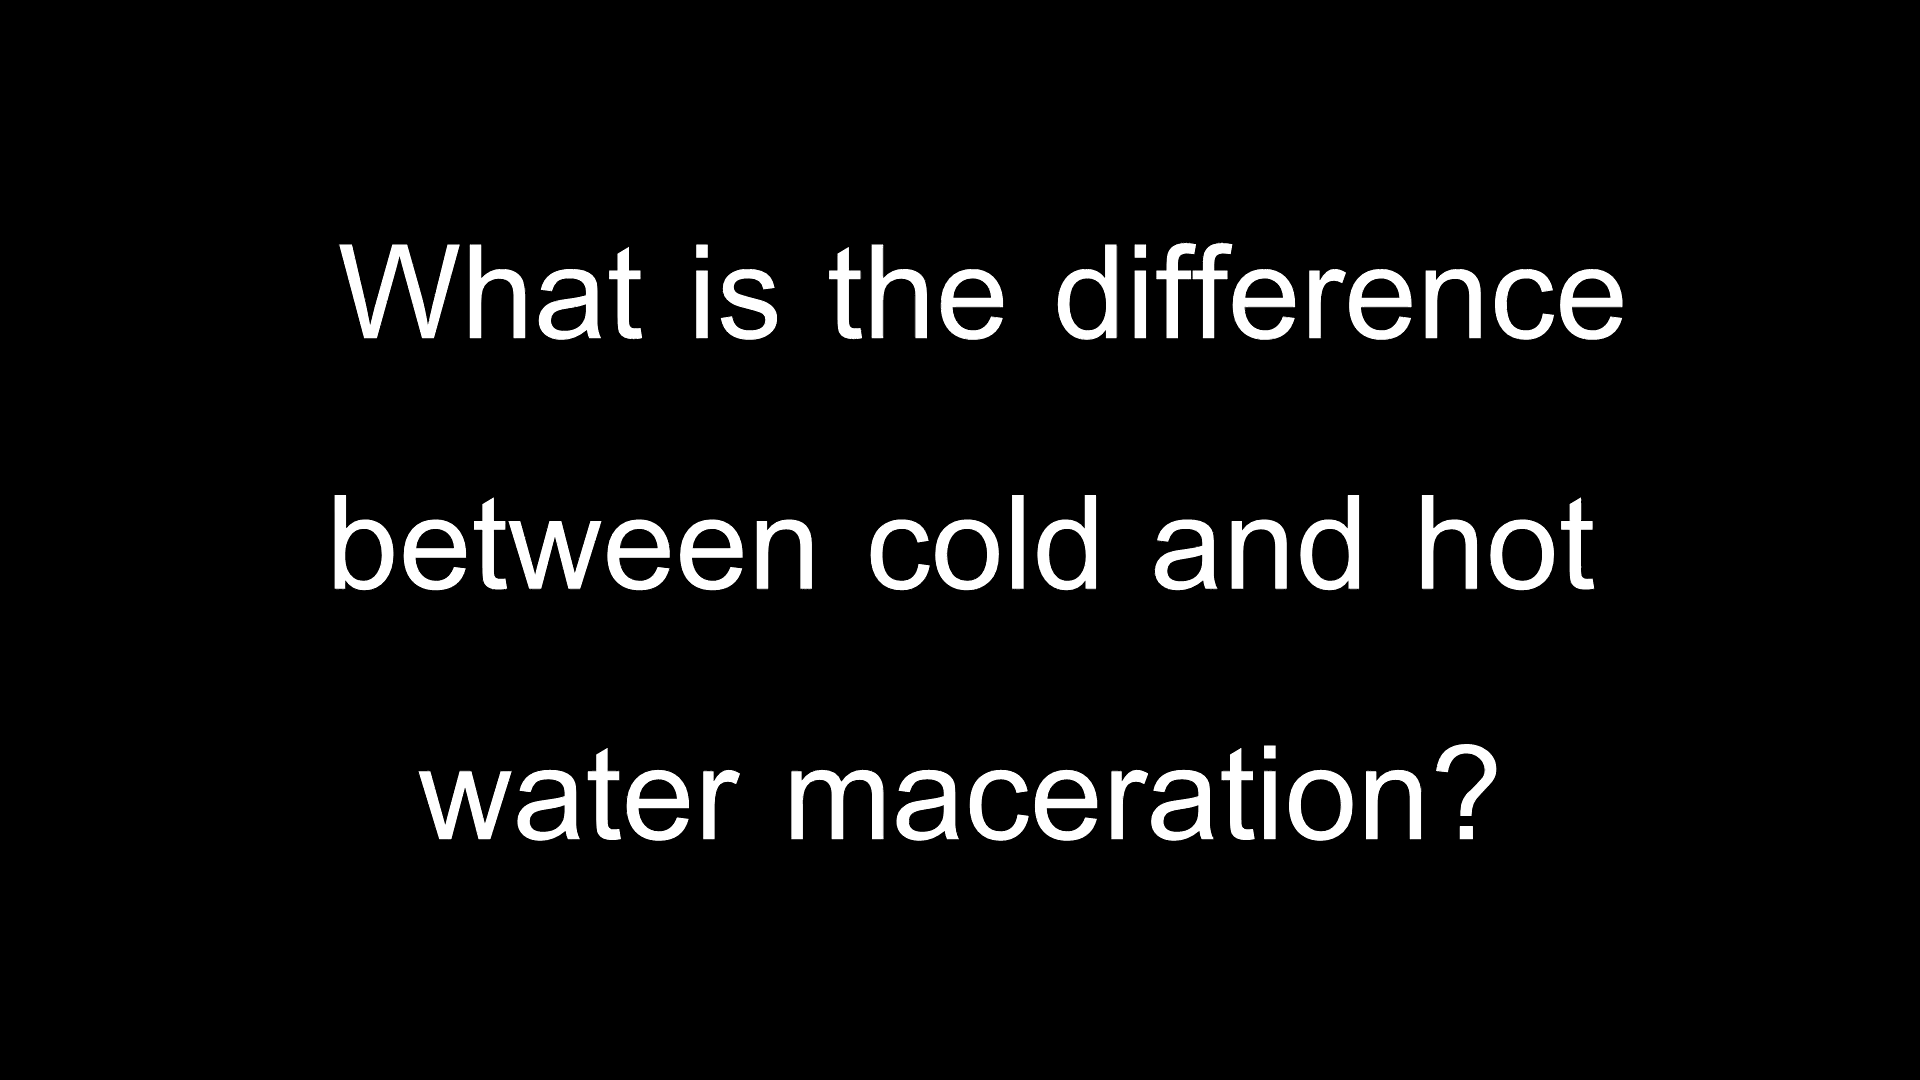 What is the difference
between cold and hot
water maceration?